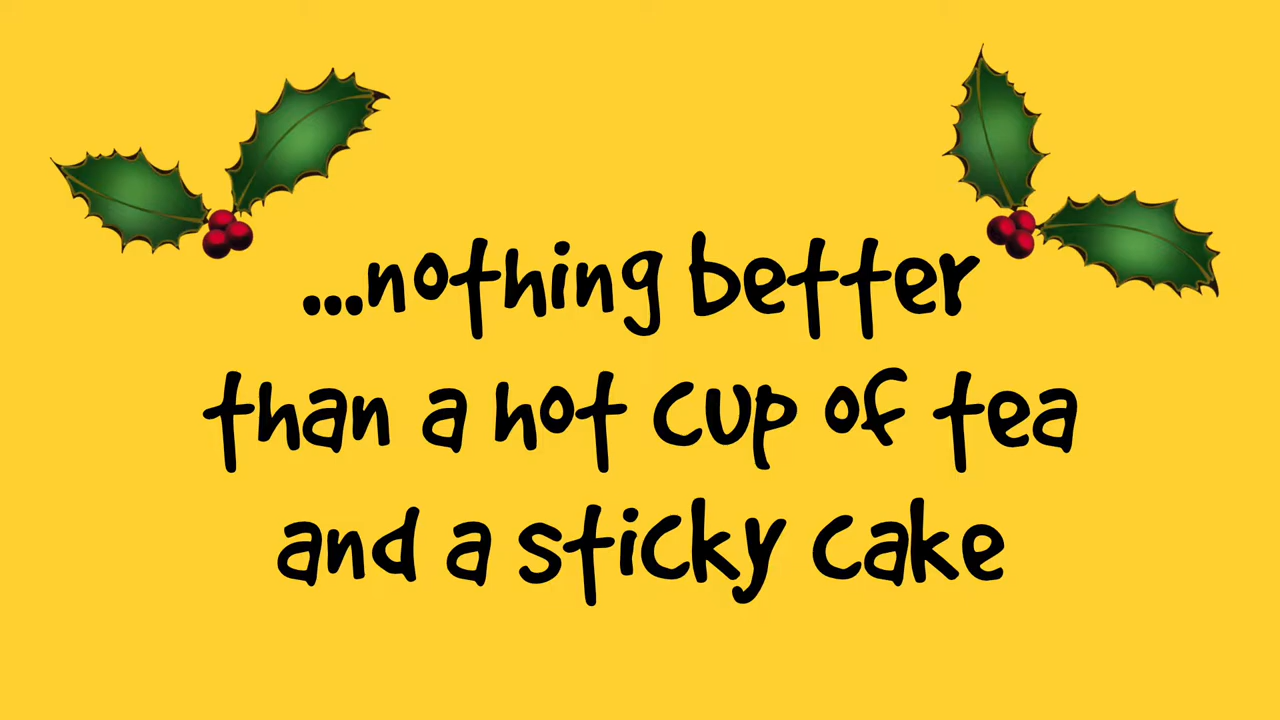 ...nothing better
than a hot cup of tea
and a sticky cake